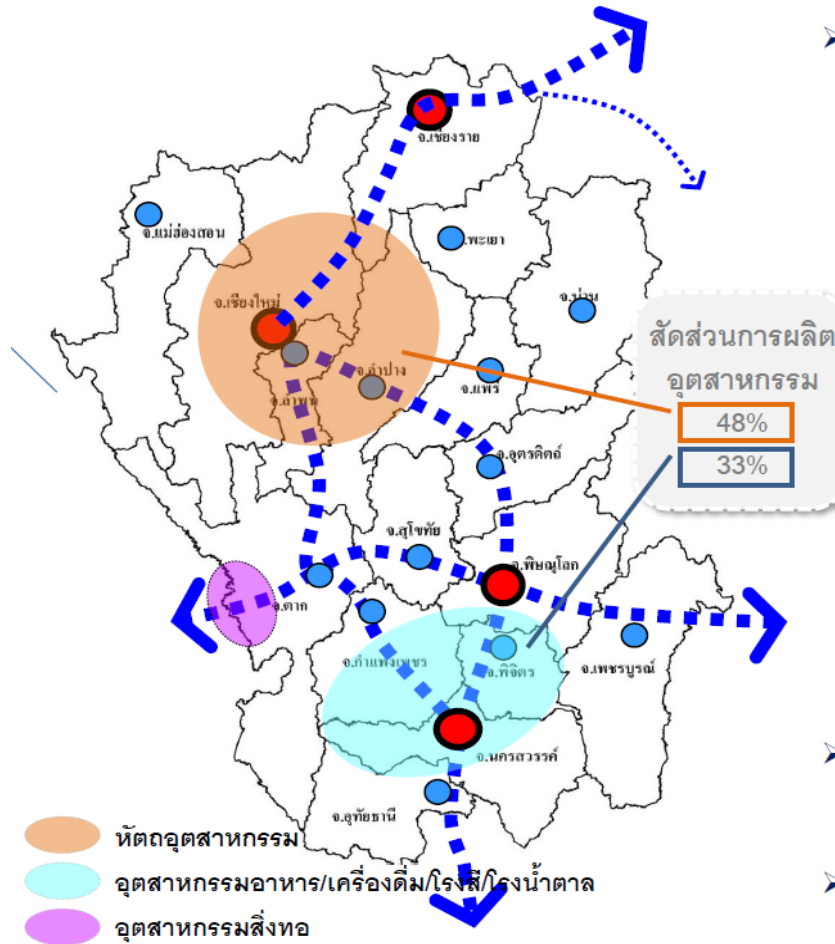 จ.เชียงราย
จ.แม่ฮ่องสอน
จ.พะเยา
จ.เชียงใหม่
จ.น่าน
สัดส่วนการผลิต
อุตสาหกรรม
48%
33%
จ.ลำปาง
จ.แพร่
จ.ลำพูน
จ.อุตรดิตถ์
จ.สุโขทัย
จ.พิษณุโลก
จ.ตาก
จ.กำแพงเพชร
จ.พิจิตร
จ.เพชรบูรณ์
จ.นครสวรรค์
จ.อุทัยธานี
หัตถอุตสาหกรรม
อุตสาหกรรมอาหาร/เครื่องดื่ม/โรงสี/โรงน้ำตาล
อุตสาหกรรมสิ่งทอ